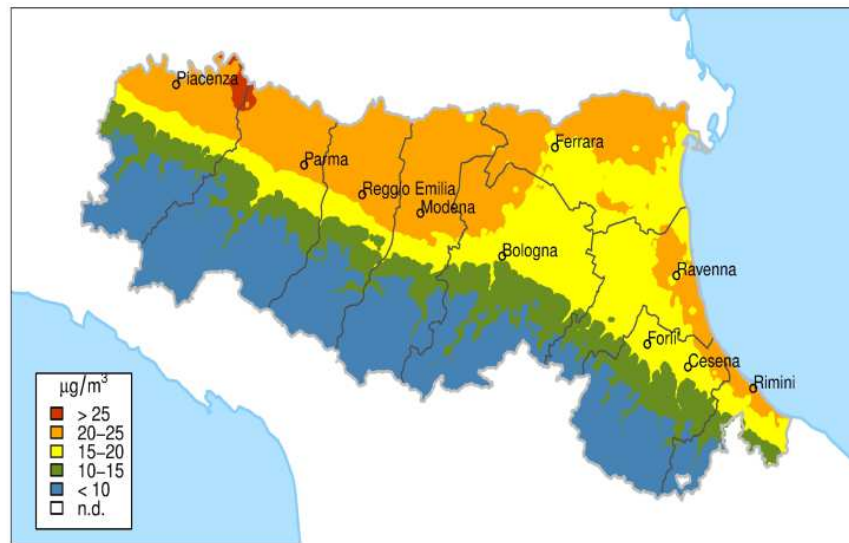 Piacenza
Ferrara
Parma
Reggio Emilia
Modena
Bologna
Ravenna
Forlì
Cesena
Rimini
µg/m³
> 25
20–25
15–20
10–15
< 10
n.d.